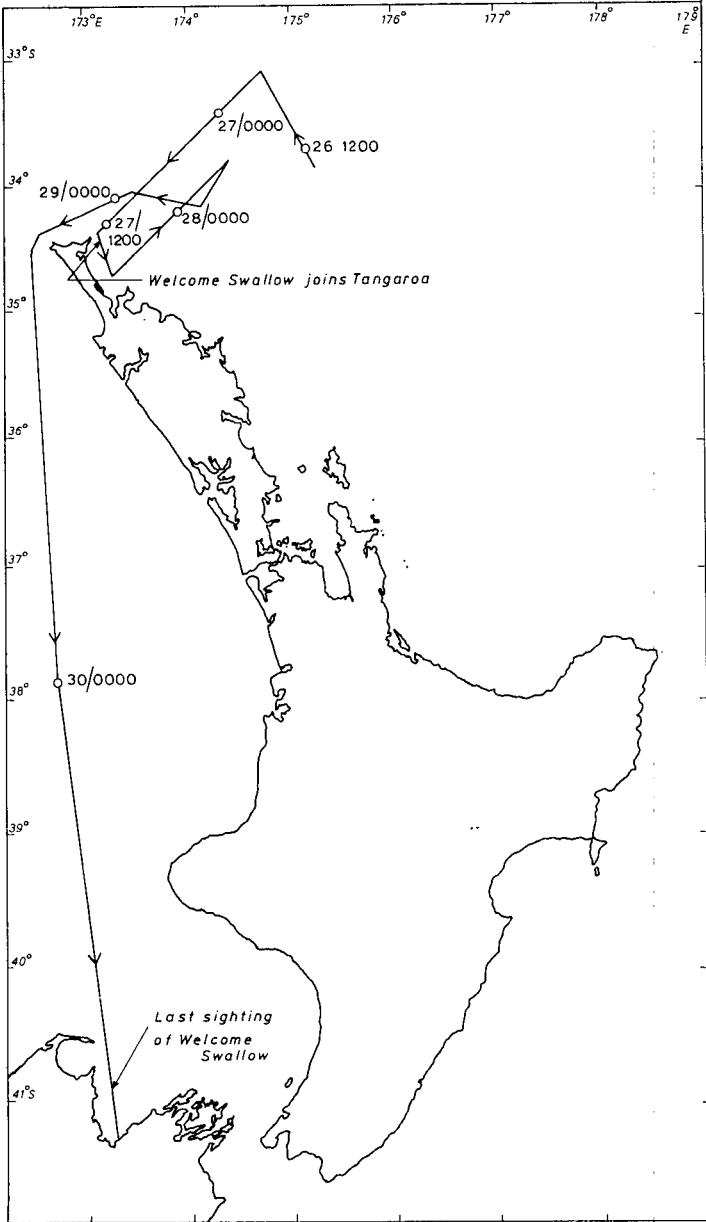 173°E 174° 175° 176° 177° 178° 179°
E
33°S
27/0000
26 1200
34°
29/0000
28/0000
27/
1200
Welcome Swallow joins Tangaroa
35°
36°
37°
38°
30/0000
39°
40°
Last sighting
of Welcome
Swallow
41°S